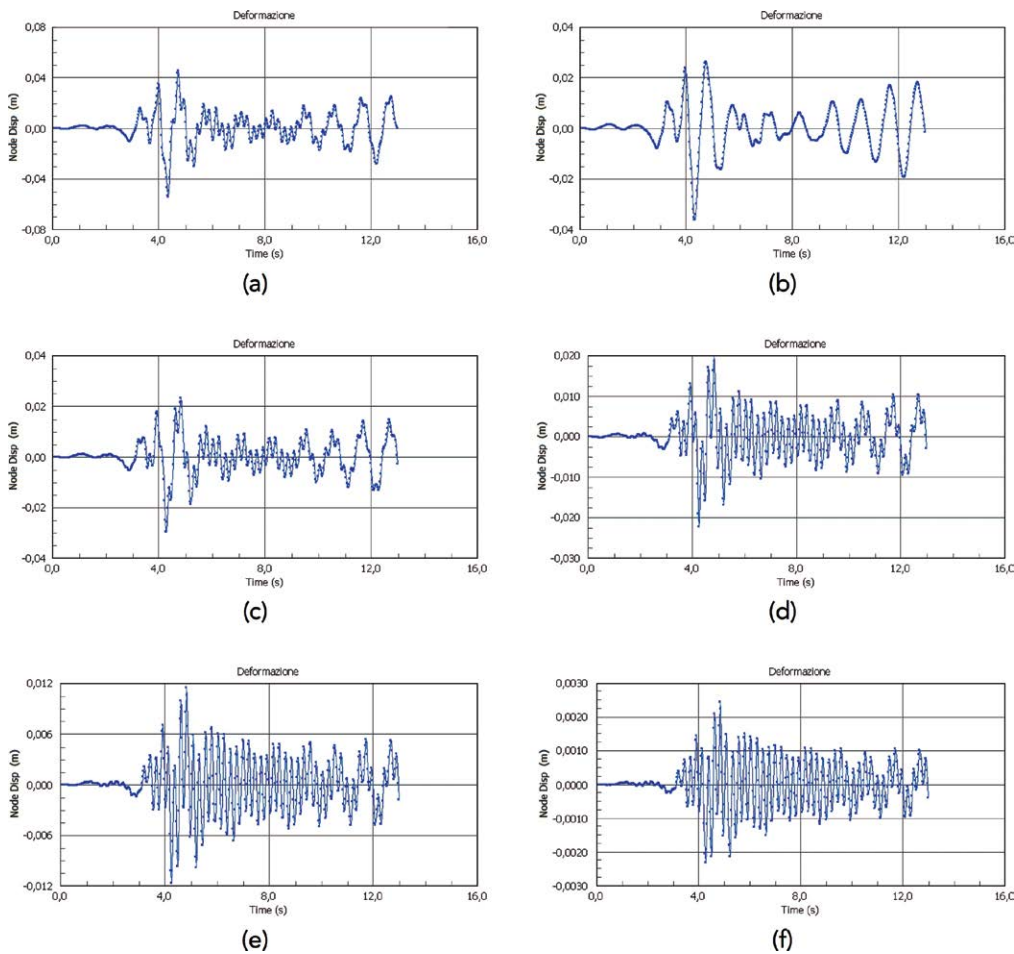 Deformazione
0,08
0,04
0,00
-0,04
-0,08
Node Disp (m)
0,0 4,0 8,0 12,0 16,0
Time (s)
(a)
Deformazione
0,04
0,02
0,00
-0,02
-0,04
Node Disp (m)
0,0 4,0 8,0 12,0 16,0
Time (s)
(b)
Deformazione
0,04
0,02
0,00
-0,02
-0,04
Node Disp (m)
0,0 4,0 8,0 12,0 16,0
Time (s)
(c)
Deformazione
0,020
0,010
0,000
-0,010
-0,020
-0,030
Node Disp (m)
0,0 4,0 8,0 12,0 16,0
Time (s)
(d)
Deformazione
0,012
0,006
0,000
-0,006
-0,012
Node Disp (m)
0,0 4,0 8,0 12,0 16,0
Time (s)
(e)
Deformazione
0,0030
0,0020
0,0010
0,0000
-0,0010
-0,0020
-0,0030
Node Disp (m)
0,0 4,0 8,0 12,0 16,0
Time (s)
(f)